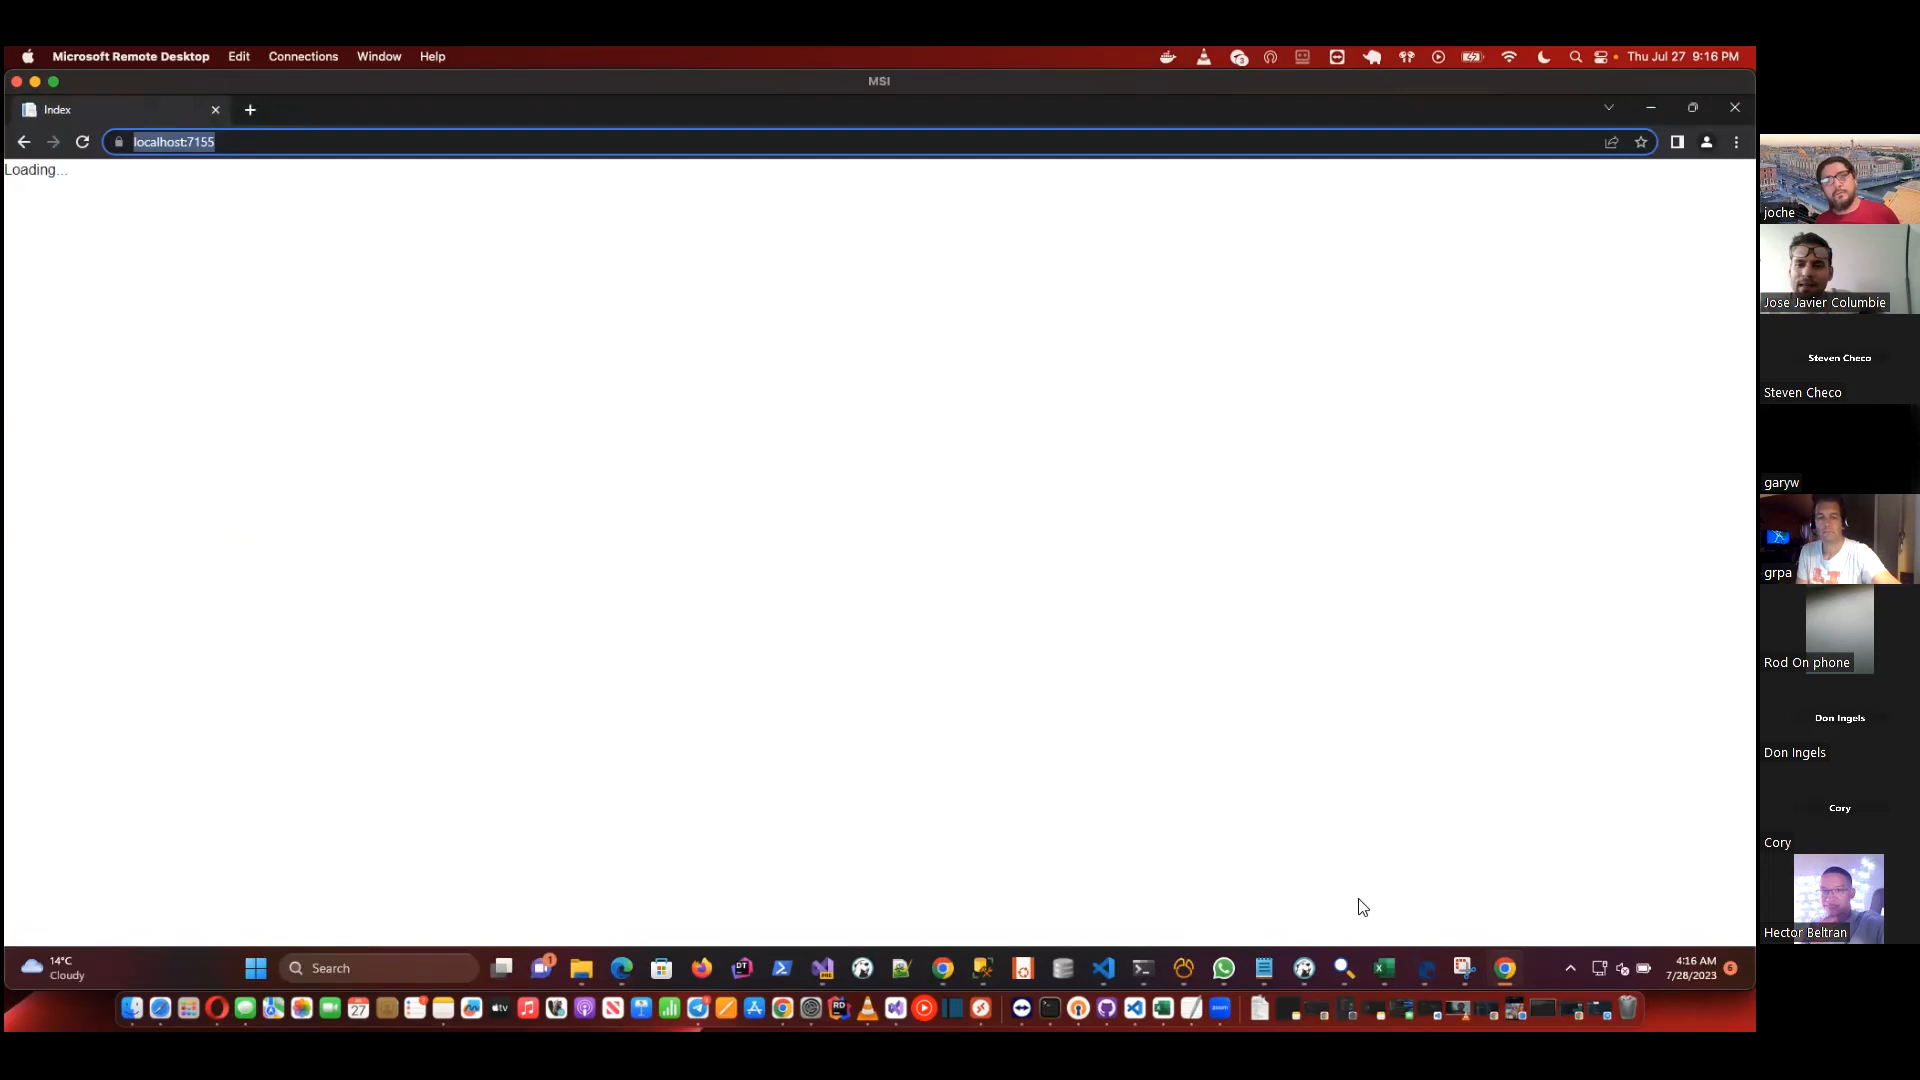 Microsoft Remote Desktop Edit Connections Window Help
Thu Jul 27 9:16 PM
MSI
Index
localhost:7155
Loading...
joche
Jose Javier Columbie
Steven Checo
Steven Checo
garyw
grpa
Rod On phone
Don Ingels
Don Ingels
Cory
Cory
Hector Beltran
14°C
Cloudy
Search
4:16 AM
7/28/2023